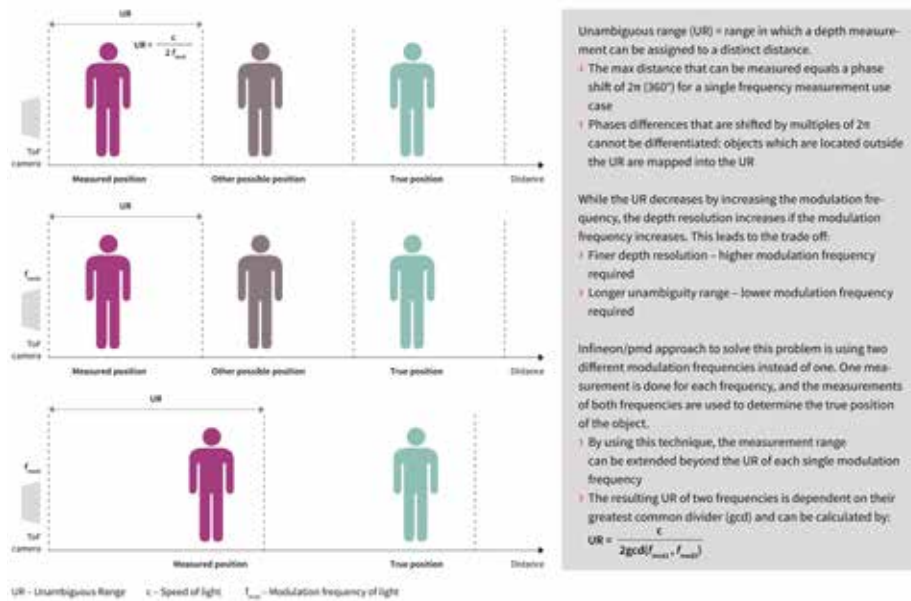 UR
UR = c
2 f mod
ToF
camera
Measured position
Other possible position
True position
Distance
UR
f mod1
ToF
camera
Measured position
Other possible position
True position
Distance
UR
f mod2
ToF
camera
Measured position
True position
Distance
UR – Unambiguous Range c – Speed of light f mod – Modulation frequency of light
Unambiguous range (UR) = range in which a depth measure-
ment can be assigned to a distinct distance.
› The max distance that can be measured equals a phase
shift of 2π (360°) for a single frequency measurement use
case
› Phases differences that are shifted by multiples of 2π
cannot be differentiated: objects which are located outside
the UR are mapped into the UR
While the UR decreases by increasing the modulation fre-
quency, the depth resolution increases if the modulation
frequency increases. This leads to the trade off:
› Finer depth resolution – higher modulation frequency
required
› Longer unambiguity range – lower modulation frequency
required
Infineon/pmd approach to solve this problem is using two
different modulation frequencies instead of one. One mea-
surement is done for each frequency, and the measurements
of both frequencies are used to determine the true position
of the object.
› By using this technique, the measurement range
can be extended beyond the UR of each single modulation
frequency
› The resulting UR of two frequencies is dependent on their
greatest common divider (gcd) and can be calculated by:
UR = c
2gcd(f mod1, f mod2)